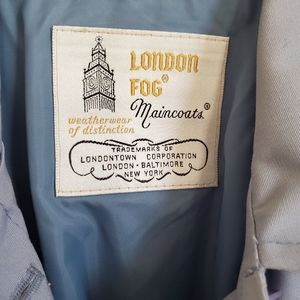 LONDON
FOG®
Maincoats.®
weatherwear
of distinction
TRADEMARKS OF
LONDONTOWN CORPORATION
LONDON - BALTIMORE
NEW YORK